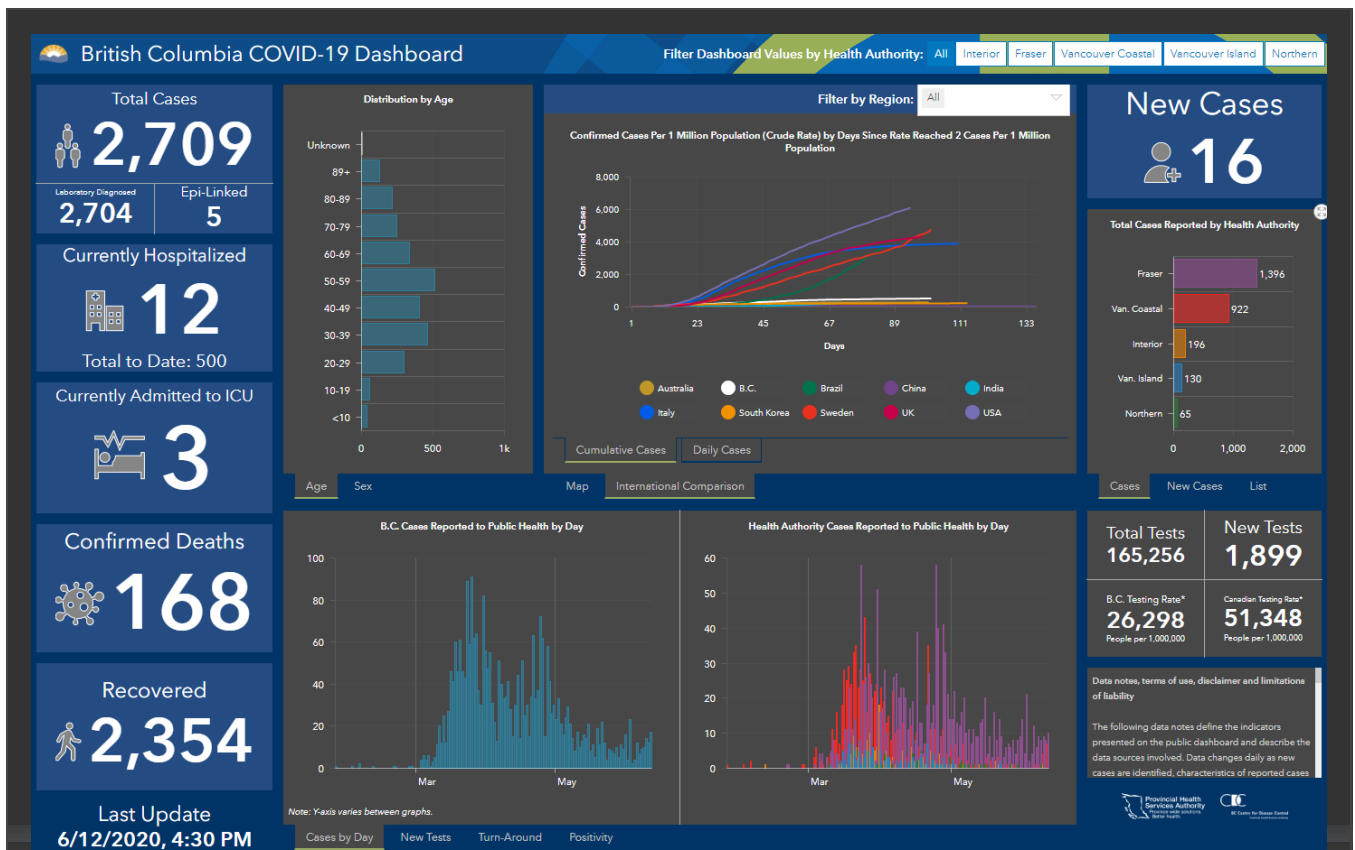 British Columbia COVID-19 Dashboard
Filter Dashboard Values by Health Authority: All Interior Fraser Vancouver Coastal Vancouver Island Northern
Total Cases
2,709
Laboratory Diagnosed
2,704
Epi-Linked
5
Currently Hospitalized
12
Total to Date: 500
Currently Admitted to ICU
3
Confirmed Deaths
168
Recovered
2,354
Last Update
6/12/2020, 4:30 PM
Distribution by Age
Unknown
89+
80-89
70-79
60-69
50-59
40-49
30-39
20-29
10-19
<10
0 500 1k
Age Sex
Filter by Region: All
Confirmed Cases Per 1 Million Population (Crude Rate) by Days Since Rate Reached 2 Cases Per 1 Million
Population
Confirmed Cases
8,000
6,000
4,000
2,000
0
1 23 45 67 89 111 133
Days
Australia B.C. Brazil China India
Italy South Korea Sweden UK USA
Cumulative Cases Daily Cases
Map International Comparison
New Cases
16
Total Cases Reported by Health Authority
Fraser 1,396
Van. Coastal 922
Interior 196
Van. Island 130
Northern 65
0 1,000 2,000
Cases New Cases List
B.C. Cases Reported to Public Health by Day
100
80
60
40
20
0
Mar May
Note: Y-axis varies between graphs.
Health Authority Cases Reported to Public Health by Day
60
50
40
30
20
10
0
Mar May
Cases by Day New Tests Turn-Around Positivity
Total Tests
165,256
New Tests
1,899
B.C. Testing Rate*
26,298
People per 1,000,000
Canadian Testing Rate*
51,348
People per 1,000,000
Data notes, terms of use, disclaimer and limitations
of liability
The following data notes define the indicators
presented on the public dashboard and describe the
data sources involved. Data changes daily as new
cases are identified, characteristics of reported cases
Provincial Health
Services Authority
Province-wide solutions.
Better health.
BC Centre for Disease Control